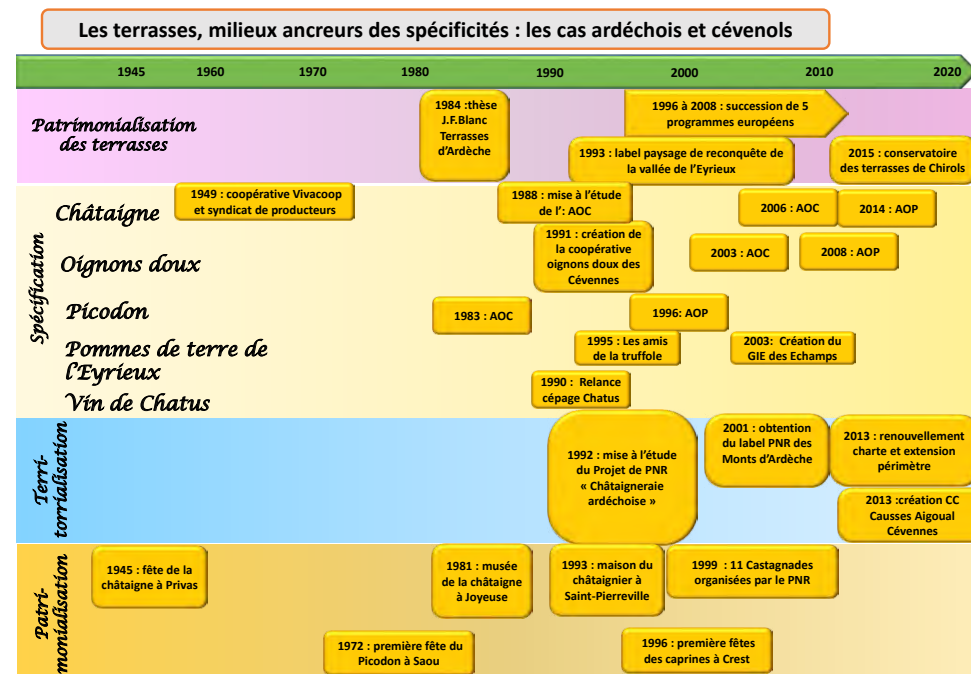 Les terrasses, milieux ancreurs des spécificités : les cas ardéchois et cévenols
1945 1960 1970 1980 1990 2000 2010 2020
Patrimonialisation
des terrasses
1984 :thèse
J.F.Blanc
Terrasses
d'Ardèche
1996 à 2008 : succession de 5
programmes européens
1993 : label paysage de reconquête de
la vallée de l'Eyrieux
2015 : conservatoire
des terrasses de Chirols
Spécification
Châtaigne
1949 : coopérative Vivacoop
et syndicat de producteurs
1988 : mise à l'étude
de l': AOC
2006 : AOC
2014 : AOP
Oignons doux
1991 : création de
la coopérative
oignons doux des
Cévennes
2003 : AOC
2008 : AOP
Picodon
1983 : AOC
1996: AOP
Pommes de terre de
l'Eyrieux
1995 : Les amis
de la truffole
2003: Création du
GIE des Echamps
Vin de Chatus
1990 : Relance
cépage Chatus
Terri-
torrialisation
1992 : mise à l'étude
du Projet de PNR
« Châtaigneraie
ardéchoise »
2001 : obtention
du label PNR des
Monts d'Ardèche
2013 : renouvellement
charte et extension
périmètre
2013 :création CC
Causses Aigoual
Cévennes
Patri-
monialisation
1945 : fête de la
châtaigne à Privas
1981 : musée
de la châtaigne
à Joyeuse
1993 : maison du
châtaignier à
Saint-Pierreville
1999 : 11 Castagnades
organisées par le PNR
1972 : première fête du
Picodon à Saou
1996 : première fêtes
des caprines à Crest